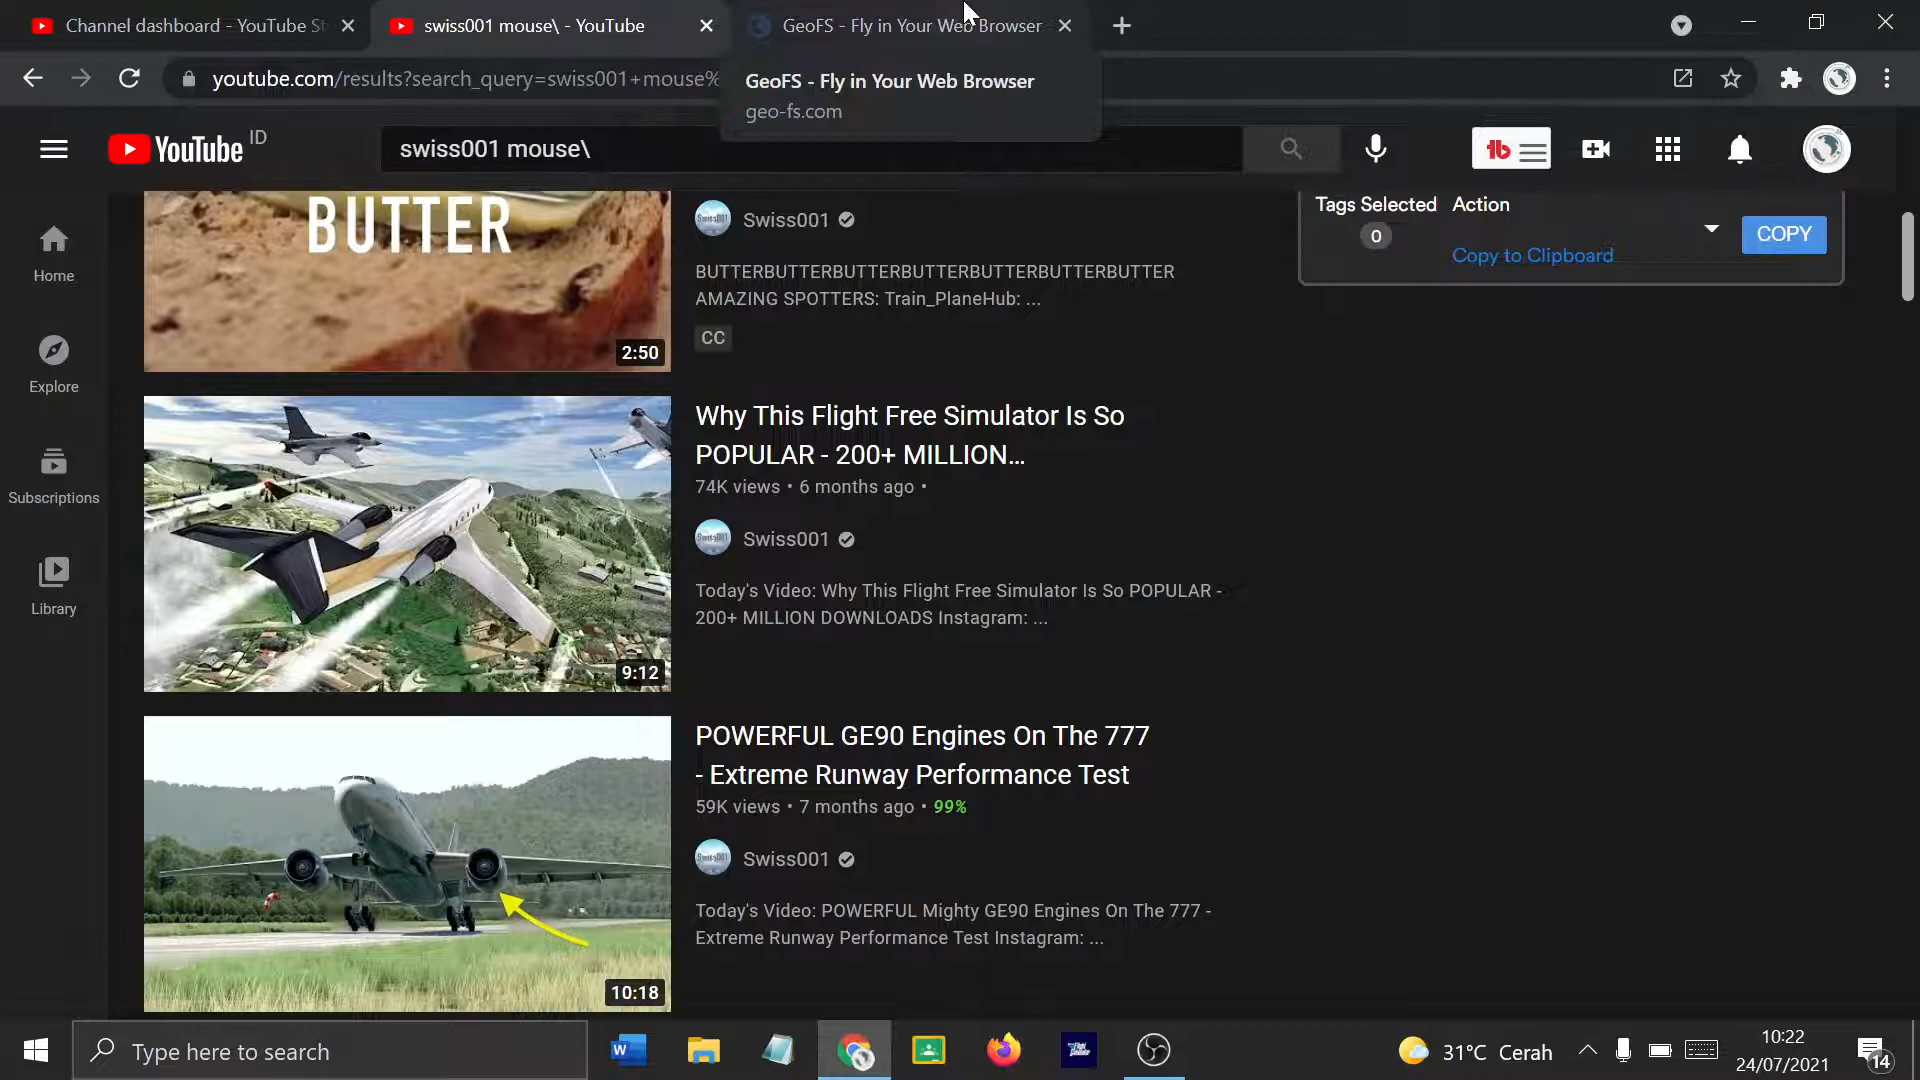 Channel dashboard - YouTube St
swiss001 mouse\ - YouTube
GeoFS - Fly in Your Web Browser
youtube.com/results?search_query=swiss001+mouse%
GeoFS - Fly in Your Web Browser
geo-fs.com
YouTube ID
swiss001 mouse\
tb
Home
Explore
Subscriptions
Library
BUTTER
2:50
Swiss001
BUTTERBUTTERBUTTERBUTTERBUTTERBUTTERBUTTER
AMAZING SPOTTERS: Train_PlaneHub: ...
CC
Tags Selected Action
0
Copy to Clipboard
COPY
9:12
Why This Flight Free Simulator Is So
POPULAR - 200+ MILLION...
74K views • 6 months ago •
Swiss001
Today's Video: Why This Flight Free Simulator Is So POPULAR -
200+ MILLION DOWNLOADS Instagram: ...
10:18
POWERFUL GE90 Engines On The 777
- Extreme Runway Performance Test
59K views • 7 months ago • 99%
Swiss001
Today's Video: POWERFUL Mighty GE90 Engines On The 777 -
Extreme Runway Performance Test Instagram: ...
Type here to search
W
31°C Cerah
10:22
24/07/2021
14